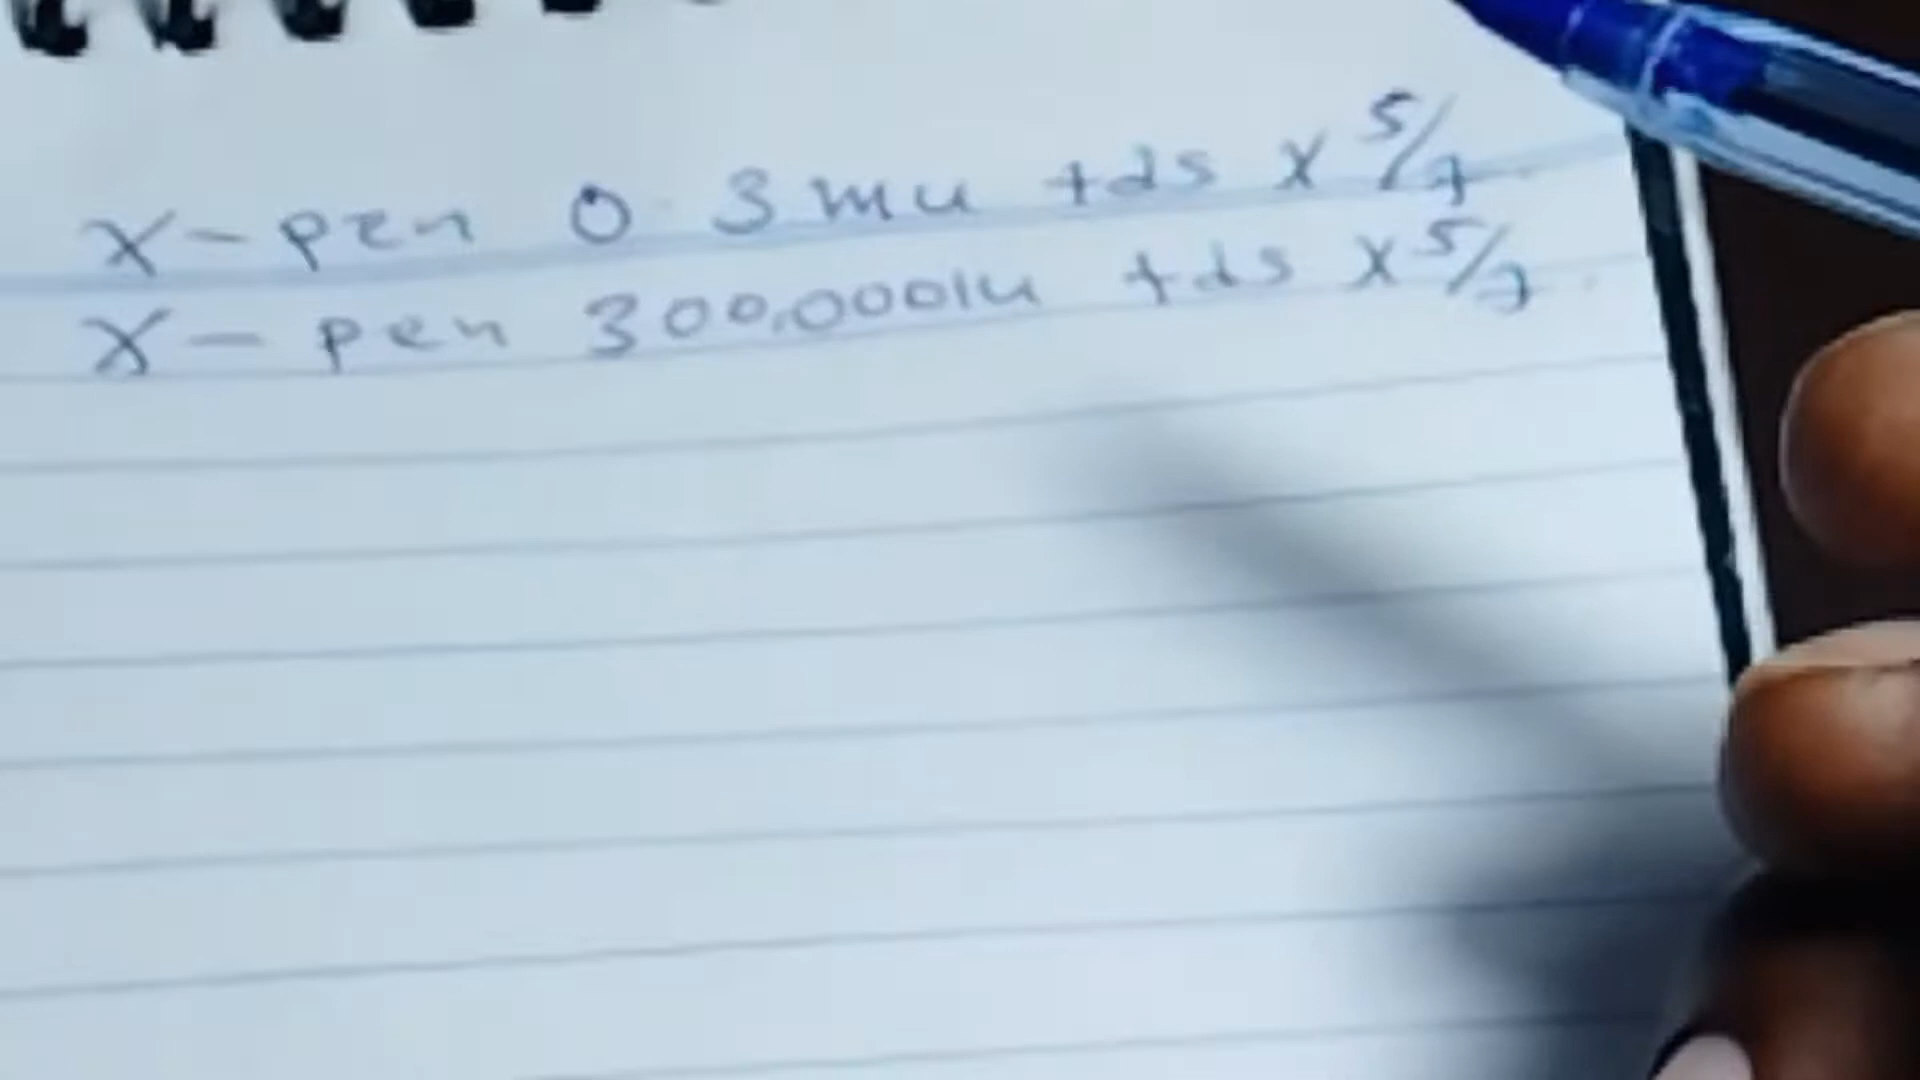 X-pen 0.3mu tds x 5/7
X-pen 300,000iu tds x 5/7